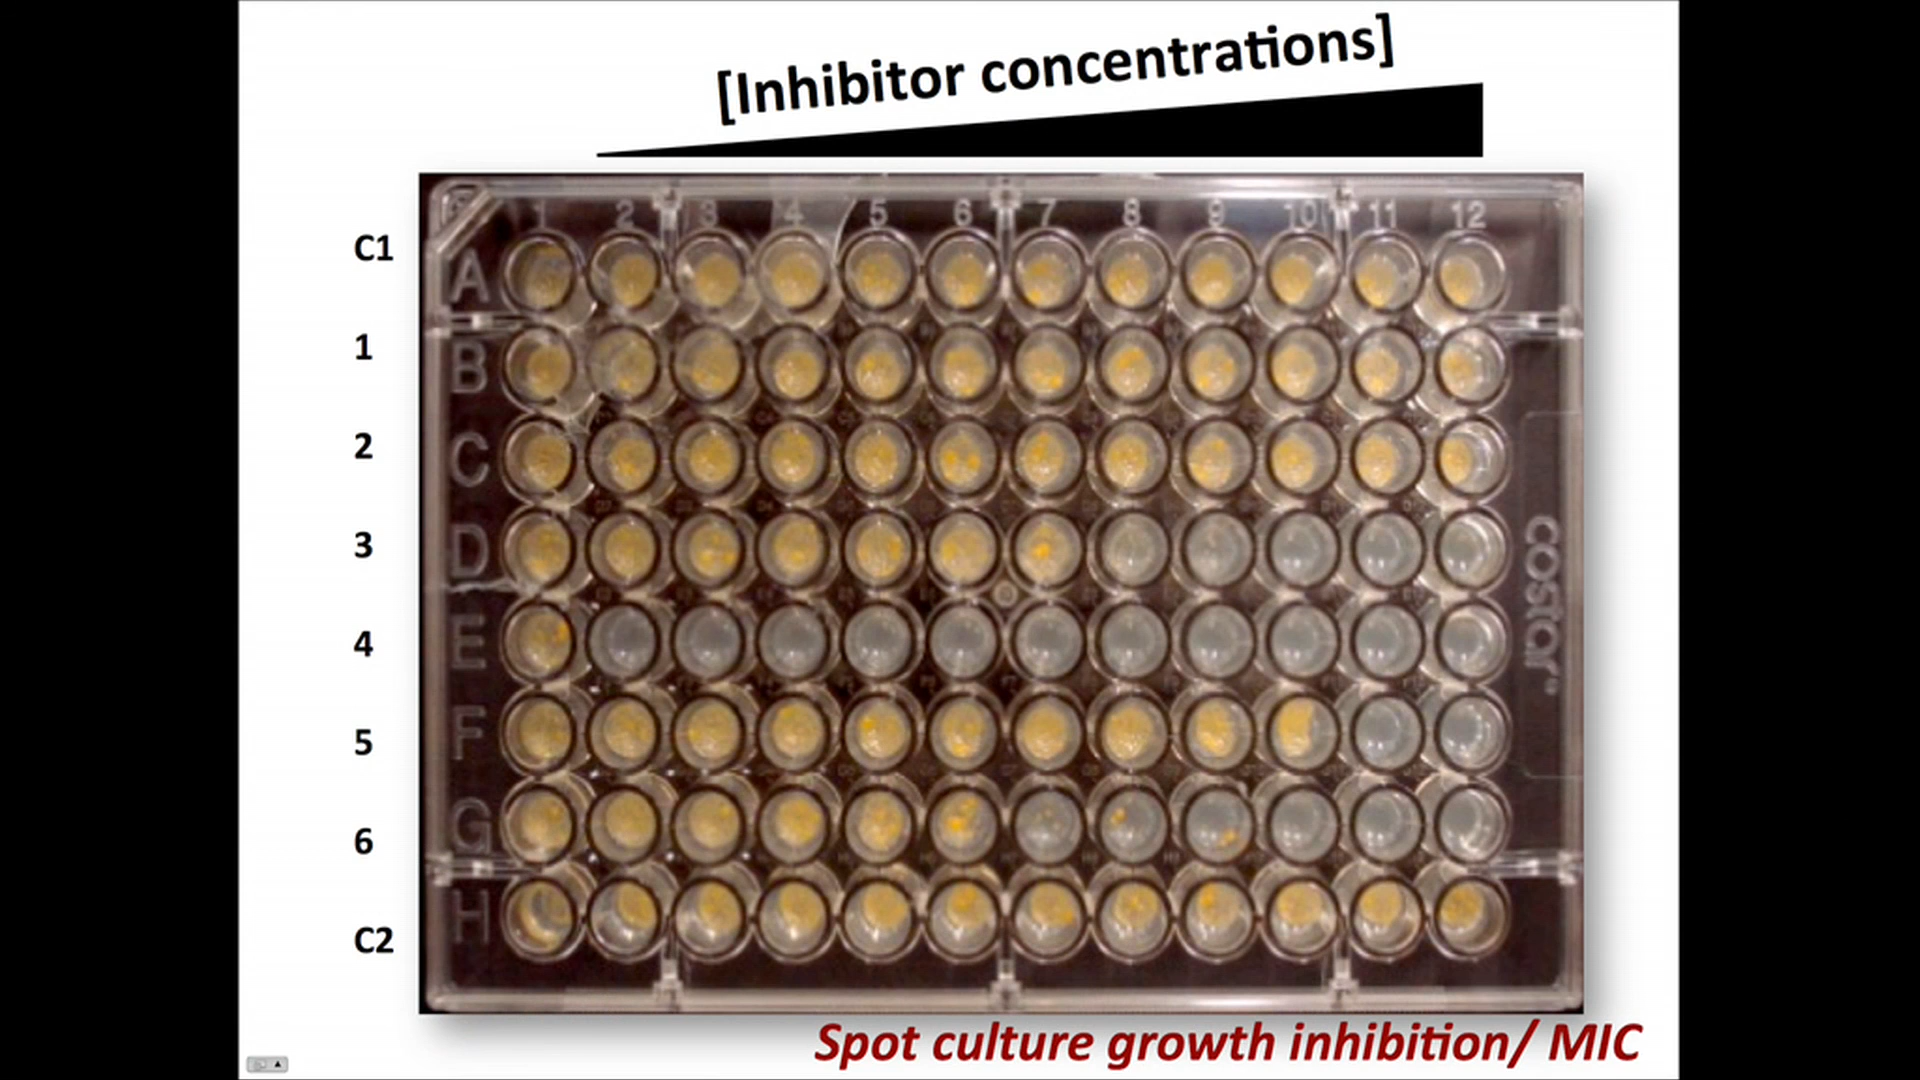 [Inhibitor concentrations]
1 2 3 4 5 6 7 8 9 10 11 12
C1 A
1 B
2 C
3 D
4 E
5 F
6 G
C2 H
costar
Spot culture growth inhibition/ MIC